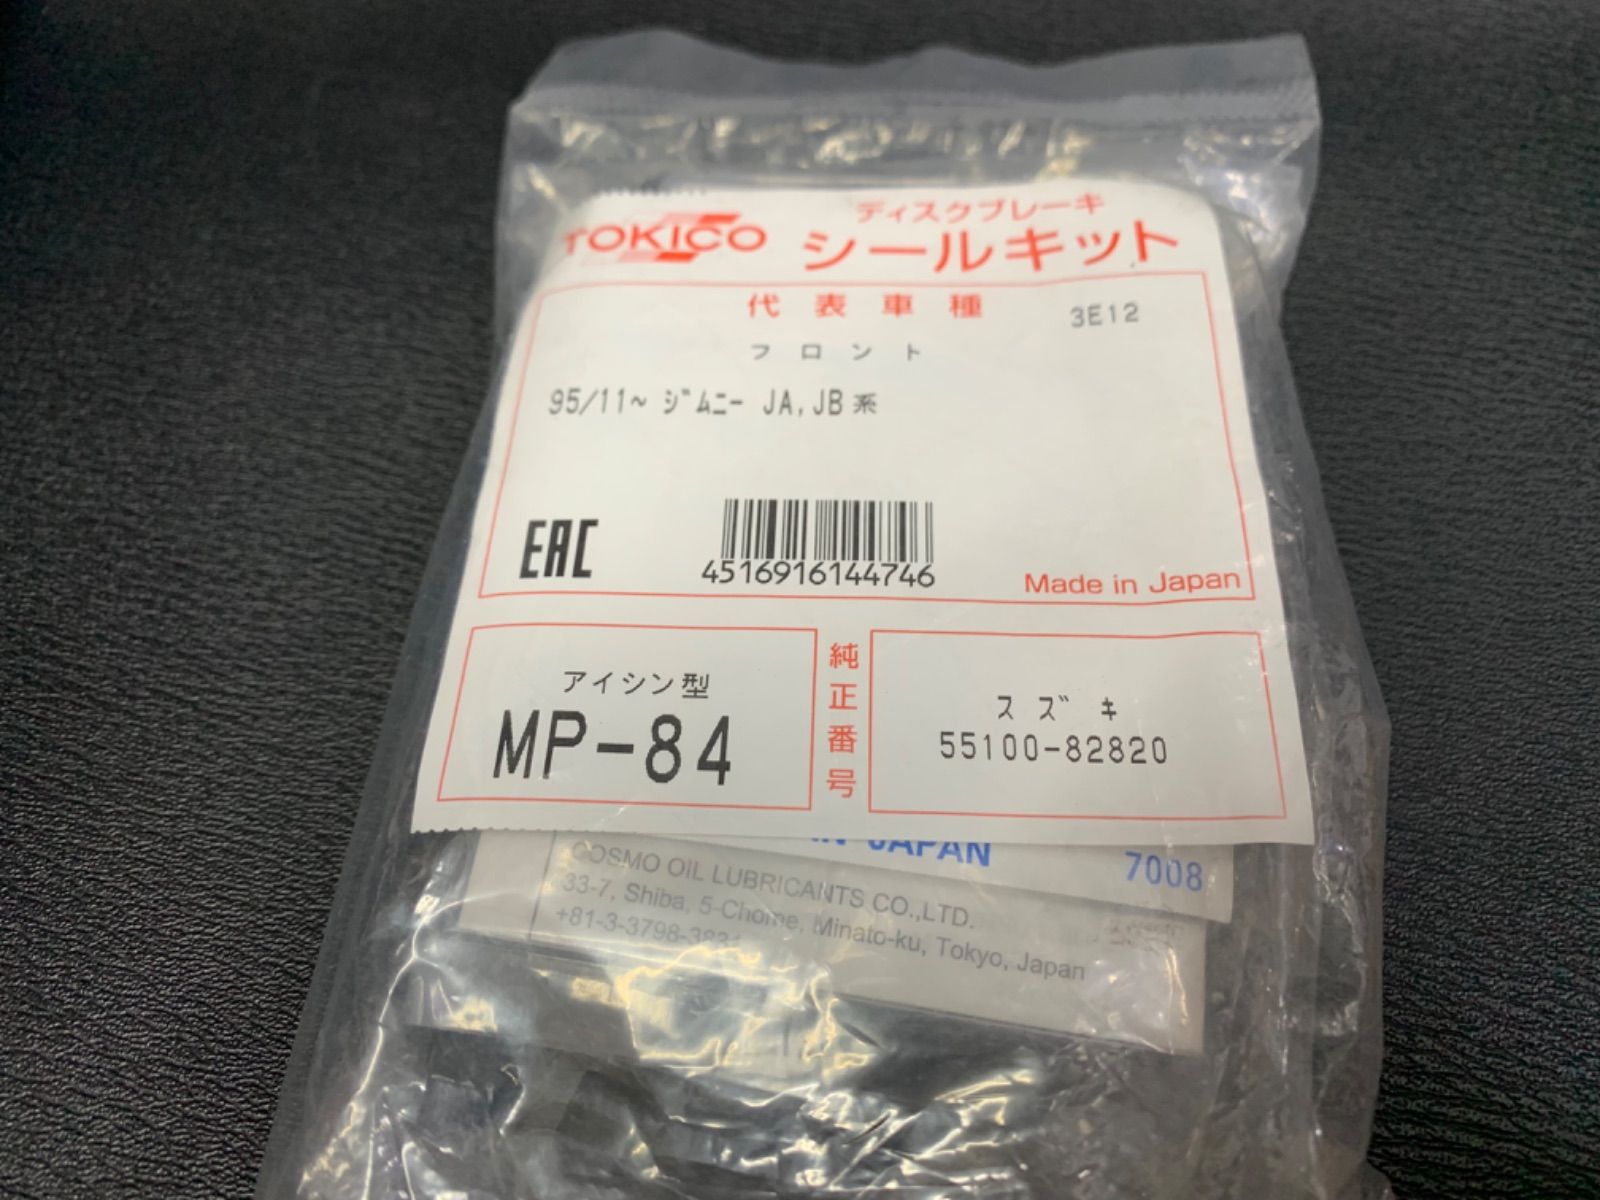 TOKICO
ディスクブレーキ
シールキット
代表車種
3E12
フロント
95/11~ ジムニー JA,JB系
EAC
4516916144746
Made in Japan
アイシン型
MP-84
純正番号
スズキ
55100-82820
IN JAPAN
7008
COSMO OIL LUBRICANTS CO.,LTD.
33-7, Shiba, 5-Chome, Minato-ku, Tokyo, Japan